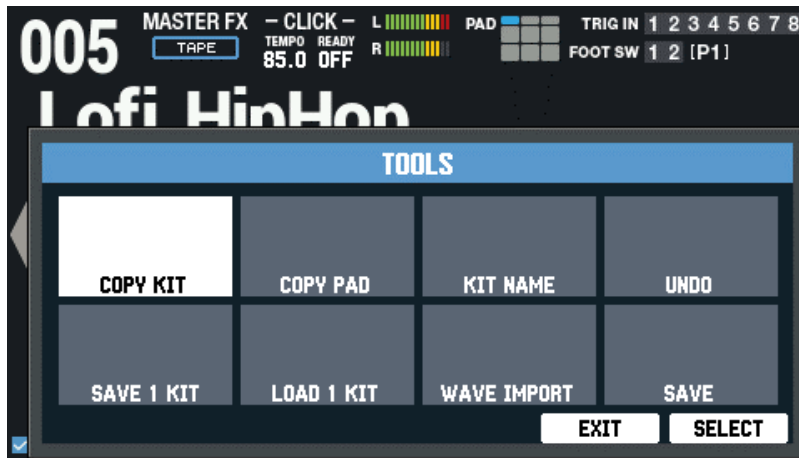 005 MASTER FX – CLICK – L PAD TRIG IN 1 2 3 4 5 6 7 8
TAPE TEMPO READY R FOOT SW 1 2 [P1]
85.0 OFF
Lofi HipHop
TOOLS
COPY KIT COPY PAD KIT NAME UNDO
SAVE 1 KIT LOAD 1 KIT WAVE IMPORT SAVE
EXIT SELECT